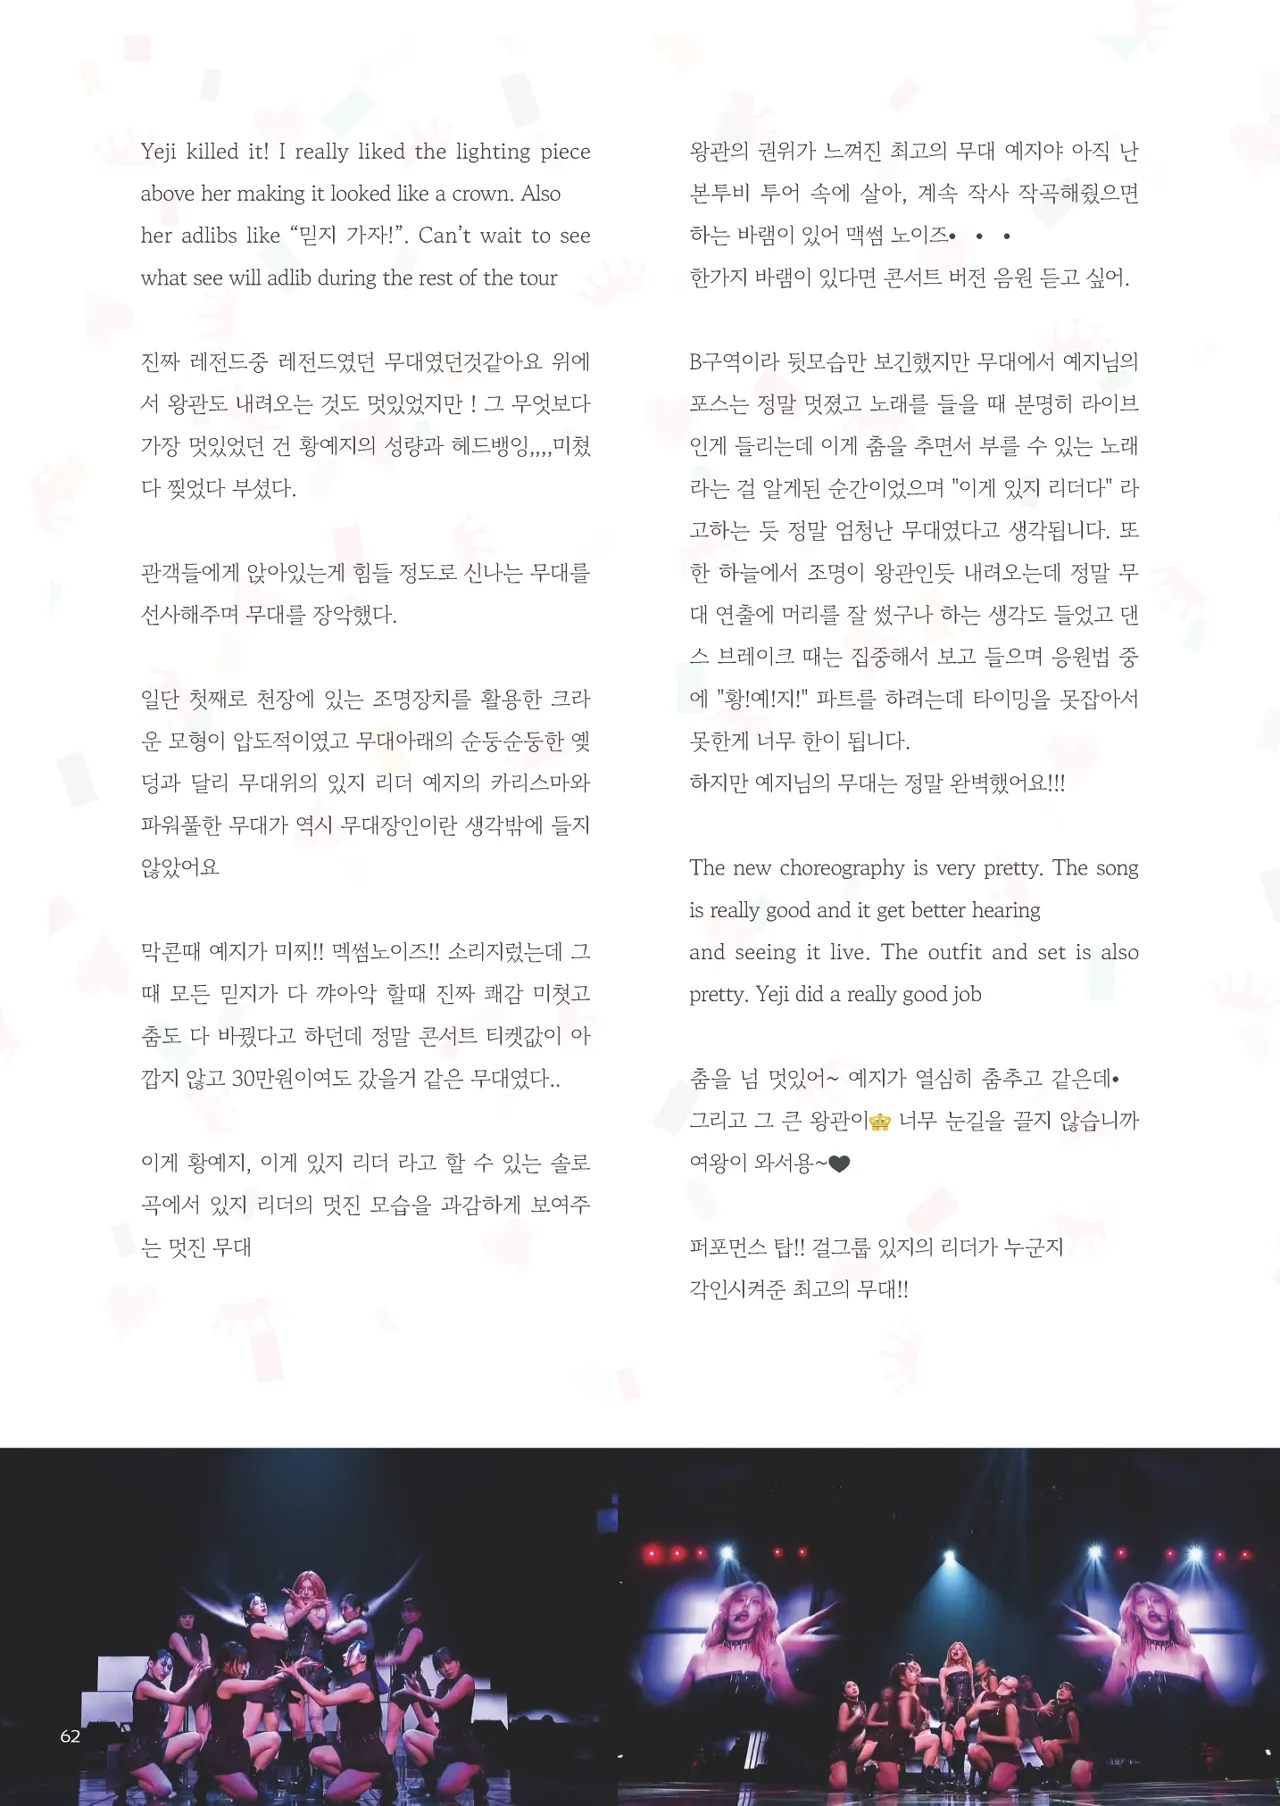 Yeji killed it! I really liked the lighting piece
above her making it looked like a crown. Also
her adlibs like “믿지 가자!”. Can’t wait to see
what see will adlib during the rest of the tour
진짜 레전드중 레전드였던 무대였던것같아요 위에
서 왕관도 내려오는 것도 멋있었지만 ! 그 무엇보다
가장 멋있었던 건 황예지의 성량과 헤드뱅잉,,,,미쳤
다 찢었다 부셨다.
관객들에게 앉아있는게 힘들 정도로 신나는 무대를
선사해주며 무대를 장악했다.
일단 첫째로 천장에 있는 조명장치를 활용한 크라
운 모형이 압도적이였고 무대아래의 순둥순둥한 옟
덩과 달리 무대위의 있지 리더 예지의 카리스마와
파워풀한 무대가 역시 무대장인이란 생각밖에 들지
않았어요
막콘때 예지가 미찌!! 멕썸노이즈!! 소리지렀는데 그
때 모든 믿지가 다 꺄아악 할때 진짜 쾌감 미쳣고
춤도 다 바꿨다고 하던데 정말 콘서트 티켓값이 아
깝지 않고 30만원이여도 갔을거 같은 무대였다..
이게 황예지, 이게 있지 리더 라고 할 수 있는 솔로
곡에서 있지 리더의 멋진 모습을 과감하게 보여주
는 멋진 무대
왕관의 권위가 느껴진 최고의 무대 예지야 아직 난
본투비 투어 속에 살아, 계속 작사 작곡해줬으면
하는 바램이 있어 맥썸 노이즈• • •
한가지 바램이 있다면 콘서트 버전 음원 듣고 싶어.
B구역이라 뒷모습만 보긴했지만 무대에서 예지님의
포스는 정말 멋졌고 노래를 들을 때 분명히 라이브
인게 들리는데 이게 춤을 추면서 부를 수 있는 노래
라는 걸 알게된 순간이었으며 "이게 있지 리더다" 라
고하는 듯 정말 엄청난 무대였다고 생각됩니다. 또
한 하늘에서 조명이 왕관인듯 내려오는데 정말 무
대 연출에 머리를 잘 썼구나 하는 생각도 들었고 댄
스 브레이크 때는 집중해서 보고 들으며 응원법 중
에 "황!예!지!" 파트를 하려는데 타이밍을 못잡아서
못한게 너무 한이 됩니다.
하지만 예지님의 무대는 정말 완벽했어요!!!
The new choreography is very pretty. The song
is really good and it get better hearing
and seeing it live. The outfit and set is also
pretty. Yeji did a really good job
춤을 넘 멋있어~ 예지가 열심히 춤추고 같은데•
그리고 그 큰 왕관이👑 너무 눈길을 끌지 않습니까
여왕이 와서용~🖤
퍼포먼스 탑!! 걸그룹 있지의 리더가 누군지
각인시켜준 최고의 무대!!
62